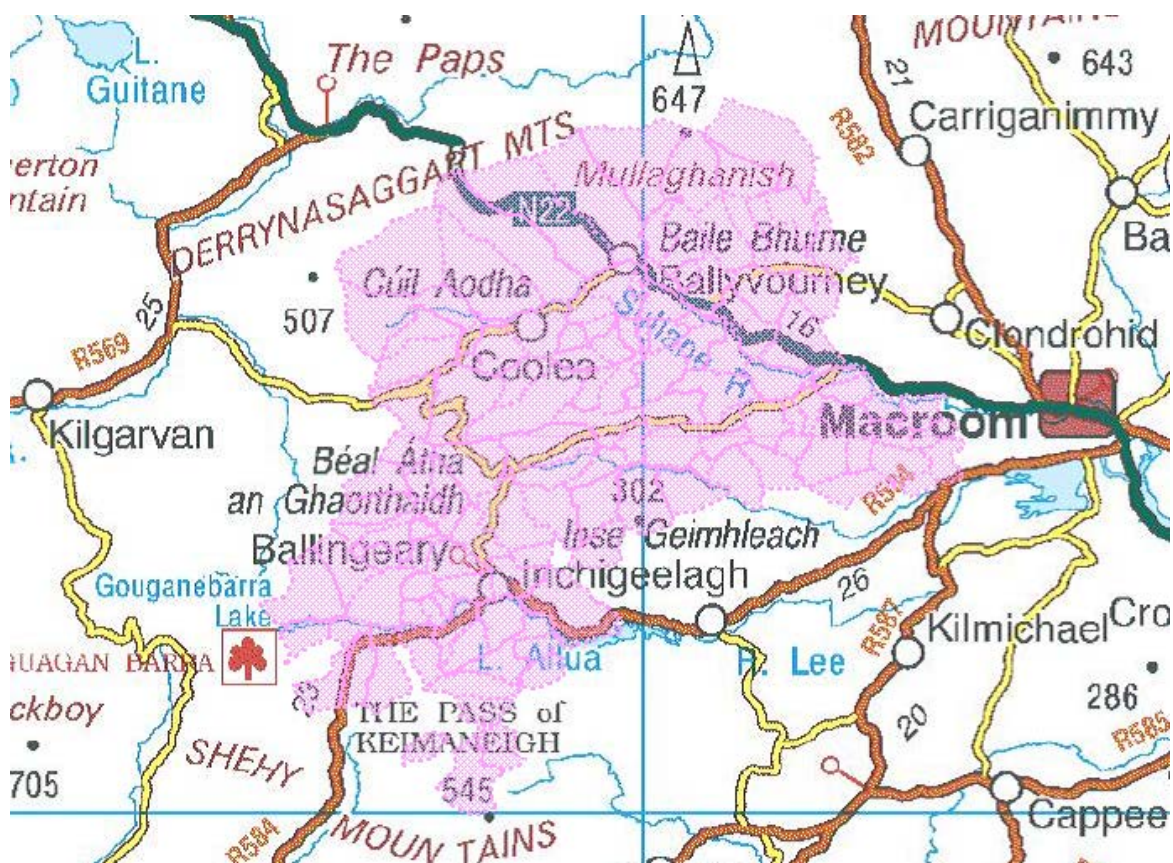 MOUNTAINS
The Paps
L.
Guitane
643
647
21
Carriganimmy
R582
DERRYNASAGGART MTS
Mullaghanish
erton
ntain
N22
Baile Bhuirne
Ballyvourney
Ba
Cúil Aodha
507
25
Sullane R
16
Clondrohid
R569
Coolea
Kilgarvan
Macroom
Béal Átha
an Ghaorthaidh
302
R584
Ballingeary
Inse Geimhleach
Inchigeelagh
Gouganebarra
Lake
26
R587
Kilmichael
Cro
GUAGAN BARRA
L. Allua
R. Lee
286
ckboy
THE PASS of
KEIMANEIGH
20
R585
SHEHY
705
545
Cappee
R584
MOUNTAINS